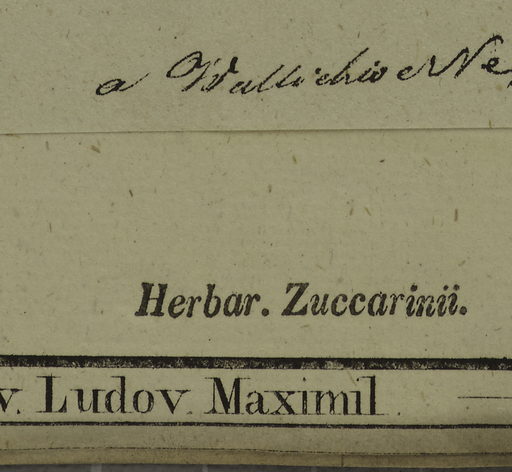 a Wallichio e Ne
Herbar. Zuccarinii.
v. Ludov. Maximil.